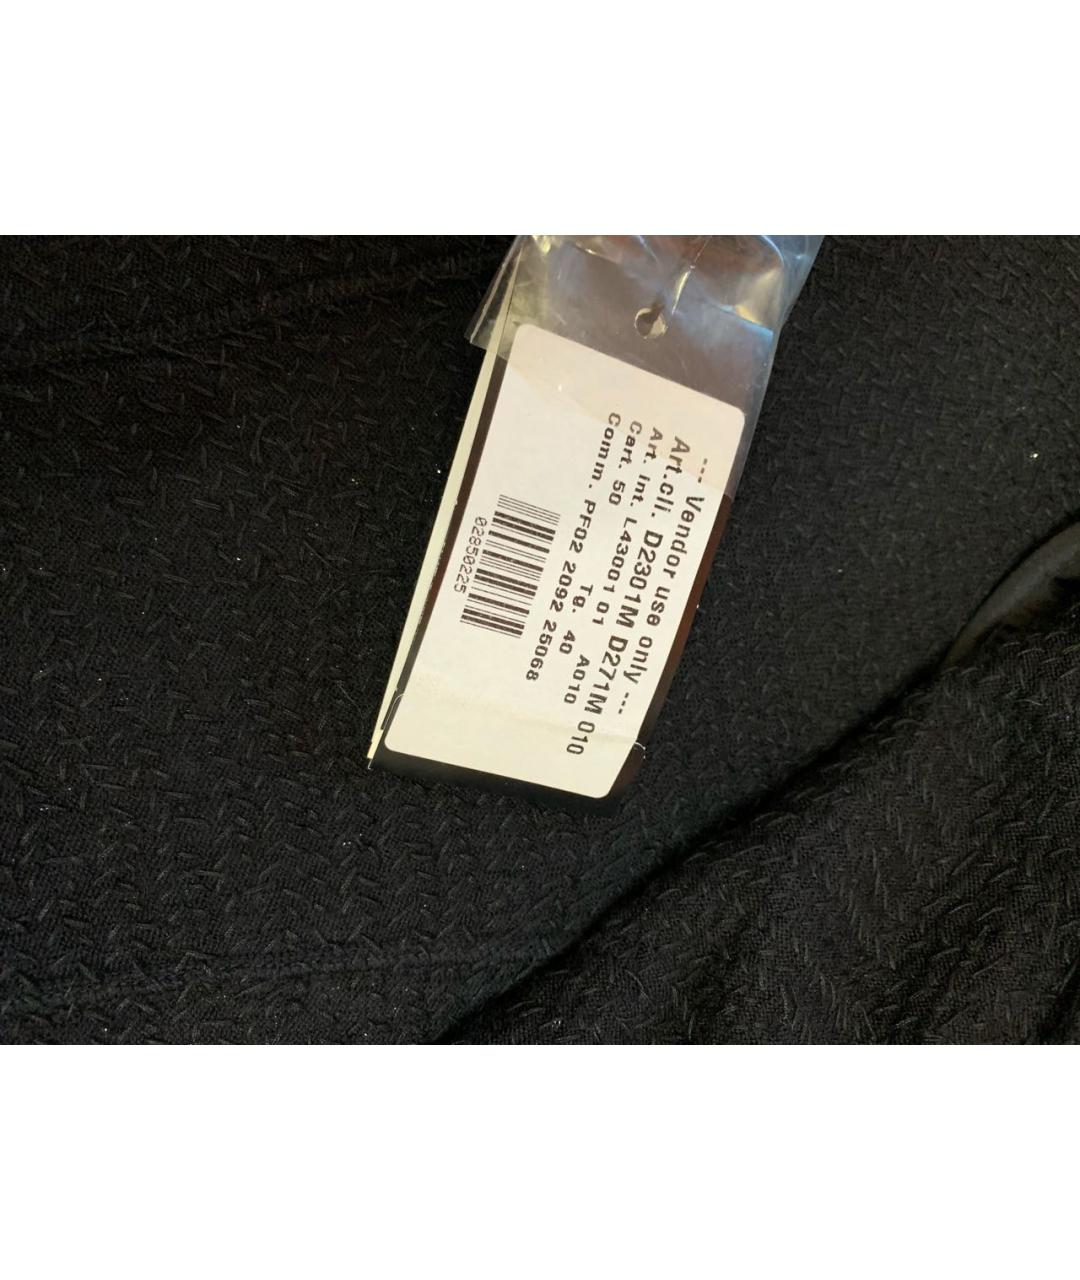 --- Vendor use only ---
Art.cli. D2301M D271M 010
Art. int. L43001 01 A010
Cart. 50 Tg. 40
Comm. PF02 2092 25068
02850225